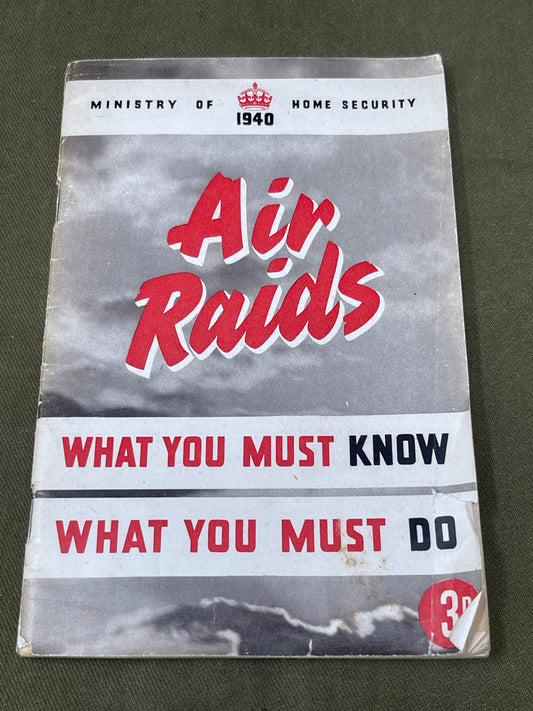 MINISTRY OF HOME SECURITY
1940
Air
Raids
WHAT YOU MUST KNOW
WHAT YOU MUST DO
3D